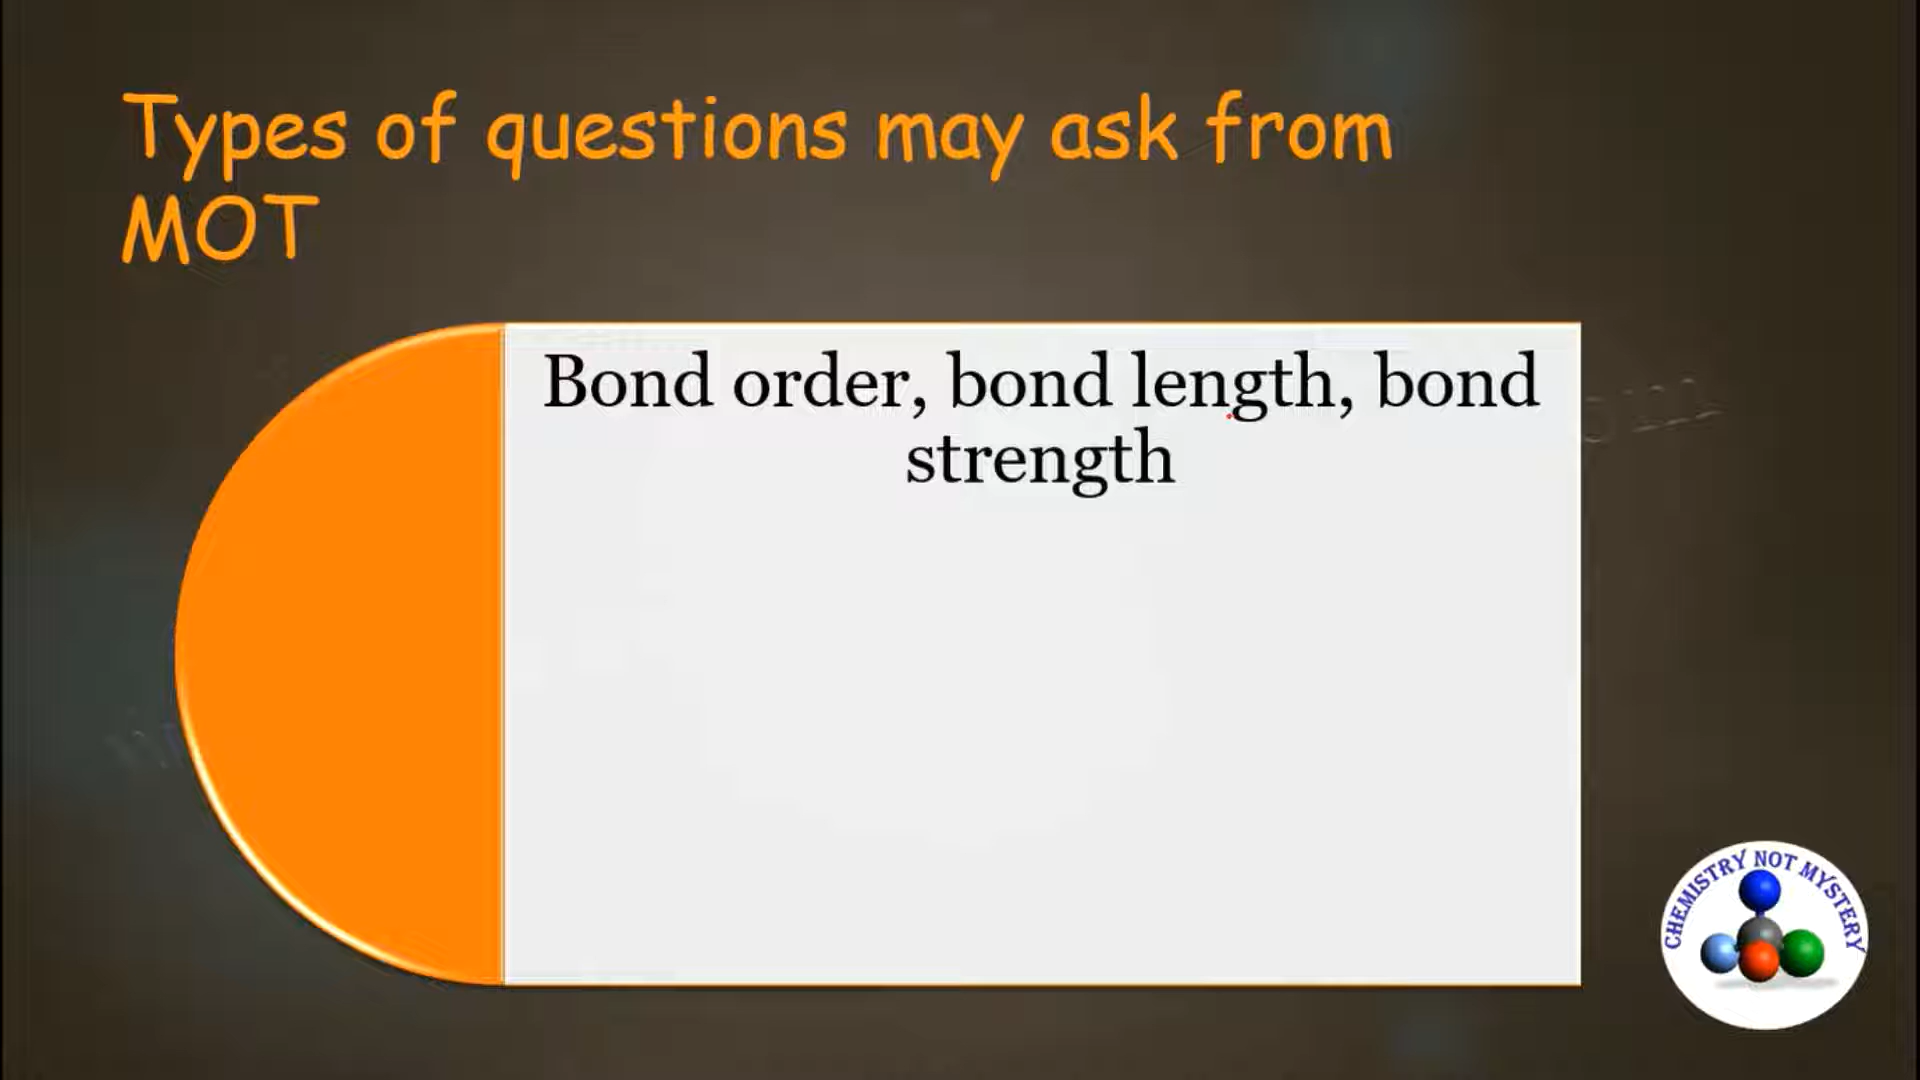 Types of questions may ask from
MOT
Bond order, bond length, bond
strength
CHEMISTRY NOT MYSTERY